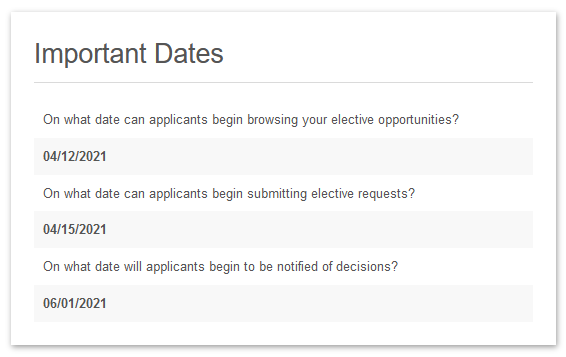 Important Dates
On what date can applicants begin browsing your elective opportunities?
04/12/2021
On what date can applicants begin submitting elective requests?
04/15/2021
On what date will applicants begin to be notified of decisions?
06/01/2021